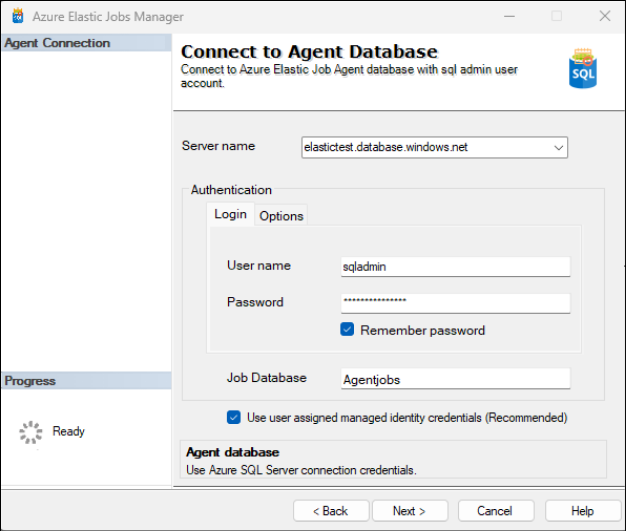 Azure Elastic Jobs Manager
Agent Connection
Connect to Agent Database
Connect to Azure Elastic Job Agent database with sql admin user
account.
SQL
Server name
elastictest.database.windows.net
Authentication
Login
Options
User name
sqladmin
Password
***************
Remember password
Job Database
Agentjobs
Use user assigned managed identity credentials (Recommended)
Progress
Ready
Agent database
Use Azure SQL Server connection credentials.
< Back
Next >
Cancel
Help